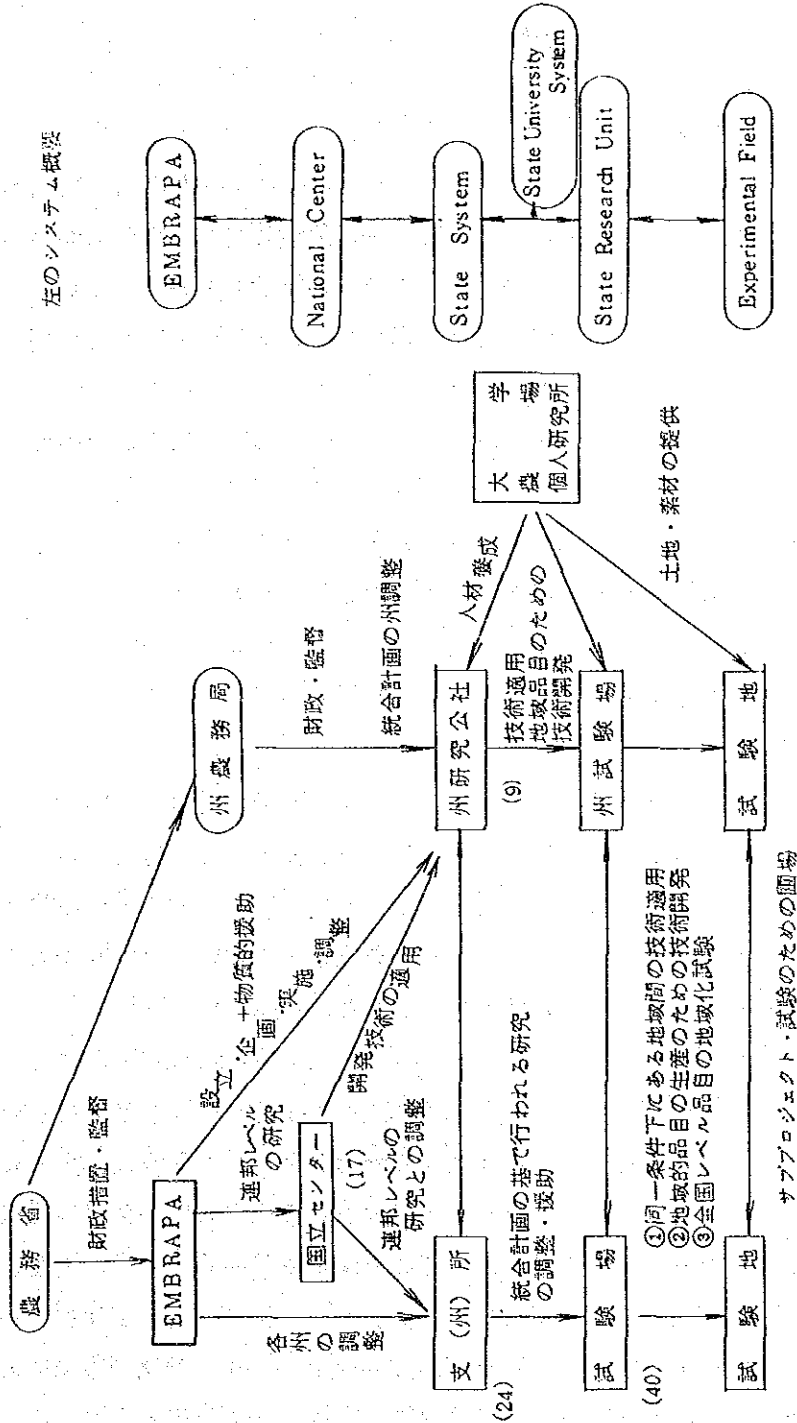 農務省
財政措置・監督
EMBRAPA
各州の調整
連邦レベル
の研究
国立センター
(17)
連邦レベルの
研究との調整
設立・企画・実施・調整
+物質的援助
開発技術の適用
州農務局
財政・監督
統合計画の州調整
支(州)所
(24)
州研究公社
(9)
統合計画の基で行われる研究
の調整・援助
技術適用
地域品目のための
技術開発
人材養成
大学
農場
個人研究所
土地・素材の提供
試験場
(40)
州試験場
①同一条件下にある地域間の技術適用
②地域的品目の生産のための技術開発
③全国レベル品目の地域化試験
試験地
試験地
サブプロジェクト・試験のための圃場
左のシステム概要
EMBRAPA
National Center
State System
State University
System
State Research Unit
Experimental Field